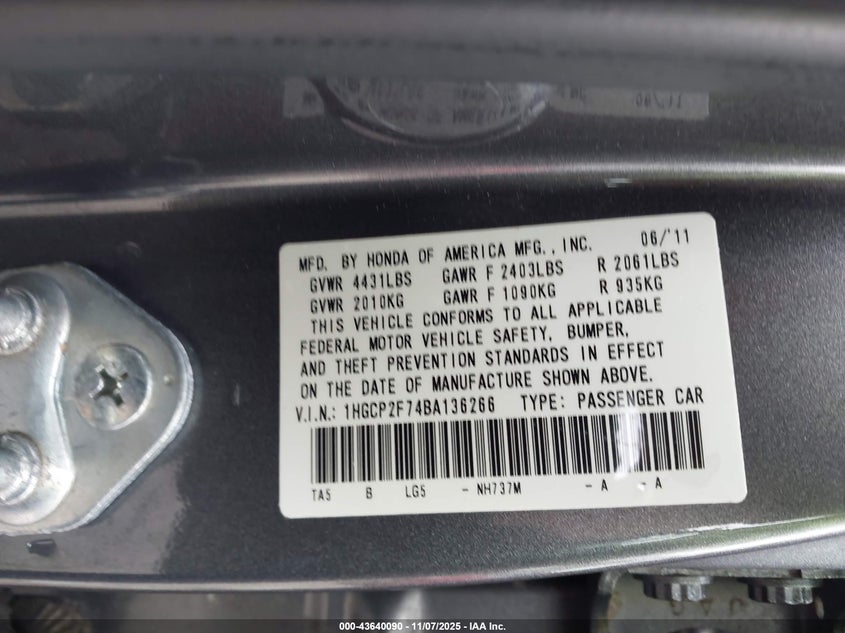 06/'11
MFD. BY HONDA OF AMERICA MFG., INC. 06/'11
GVWR 4431LBS GAWR F 2403LBS R 2061LBS
GVWR 2010KG GAWR F 1090KG R 935KG
THIS VEHICLE CONFORMS TO ALL APPLICABLE
FEDERAL MOTOR VEHICLE SAFETY, BUMPER,
AND THEFT PREVENTION STANDARDS IN EFFECT
ON THE DATE OF MANUFACTURE SHOWN ABOVE.
V.I.N.: 1HGCP2F74BA136266 TYPE: PASSENGER CAR
TA5 B LG5 - NH737M - A - A
000-43640090 - 11/07/2025 - IAA Inc.